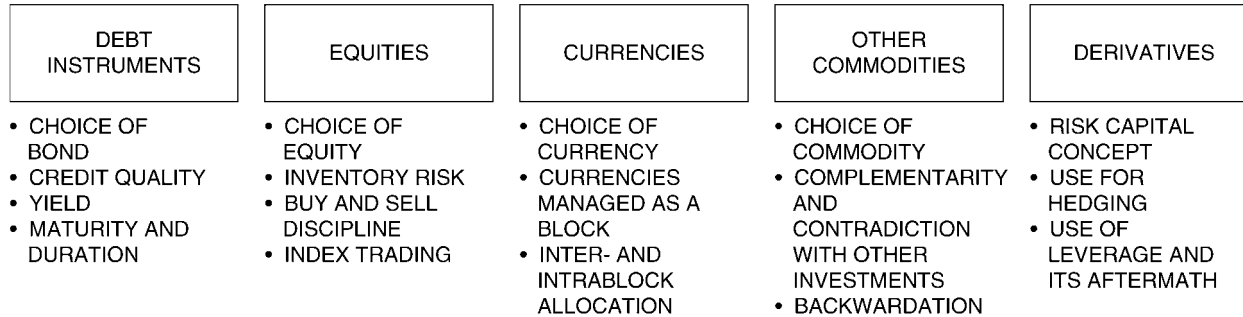 DEBT
INSTRUMENTS
• CHOICE OF
BOND
• CREDIT QUALITY
• YIELD
• MATURITY AND
DURATION
EQUITIES
• CHOICE OF
EQUITY
• INVENTORY RISK
• BUY AND SELL
DISCIPLINE
• INDEX TRADING
CURRENCIES
• CHOICE OF
CURRENCY
• CURRENCIES
MANAGED AS A
BLOCK
• INTER- AND
INTRABLOCK
ALLOCATION
OTHER
COMMODITIES
• CHOICE OF
COMMODITY
• COMPLEMENTARITY
AND
CONTRADICTION
WITH OTHER
INVESTMENTS
• BACKWARDATION
DERIVATIVES
• RISK CAPITAL
CONCEPT
• USE FOR
HEDGING
• USE OF
LEVERAGE AND
ITS AFTERMATH